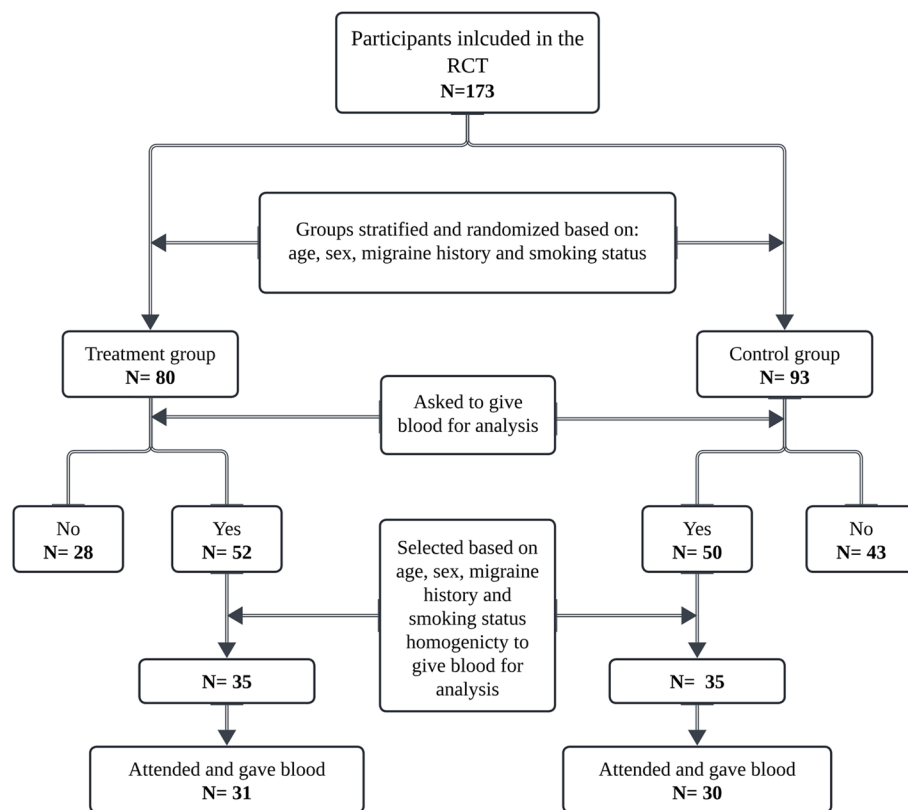 Participants inlcuded in the
RCT
N=173
Groups stratified and randomized based on:
age, sex, migraine history and smoking status
Treatment group
N= 80
Control group
N= 93
Asked to give
blood for analysis
No
N= 28
Yes
N= 52
Yes
N= 50
No
N= 43
Selected based on
age, sex, migraine
history and
smoking status
homogenicty to
give blood for
analysis
N= 35
N=  35
Attended and gave blood
N= 31
Attended and gave blood
N= 30